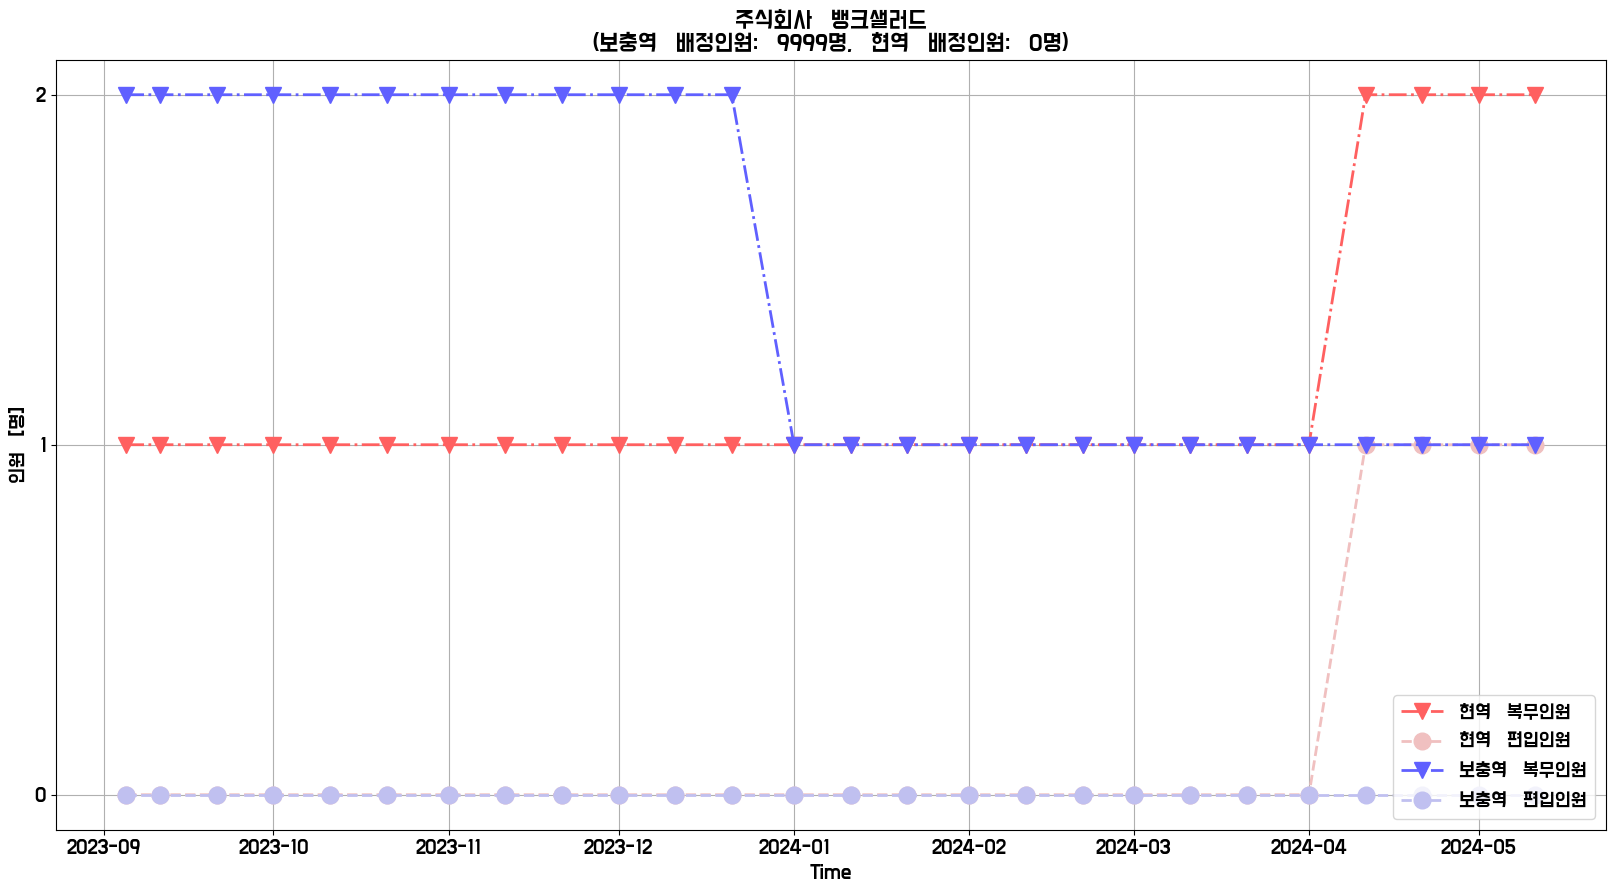 주식회사 뱅크샐러드
(보충역 배정인원: 9999명, 현역 배정인원: 0명)
인원 [명]
2
1
0
2023-09
2023-10
2023-11
2023-12
2024-01
2024-02
2024-03
2024-04
2024-05
Time
현역 복무인원
현역 편입인원
보충역 복무인원
보충역 편입인원